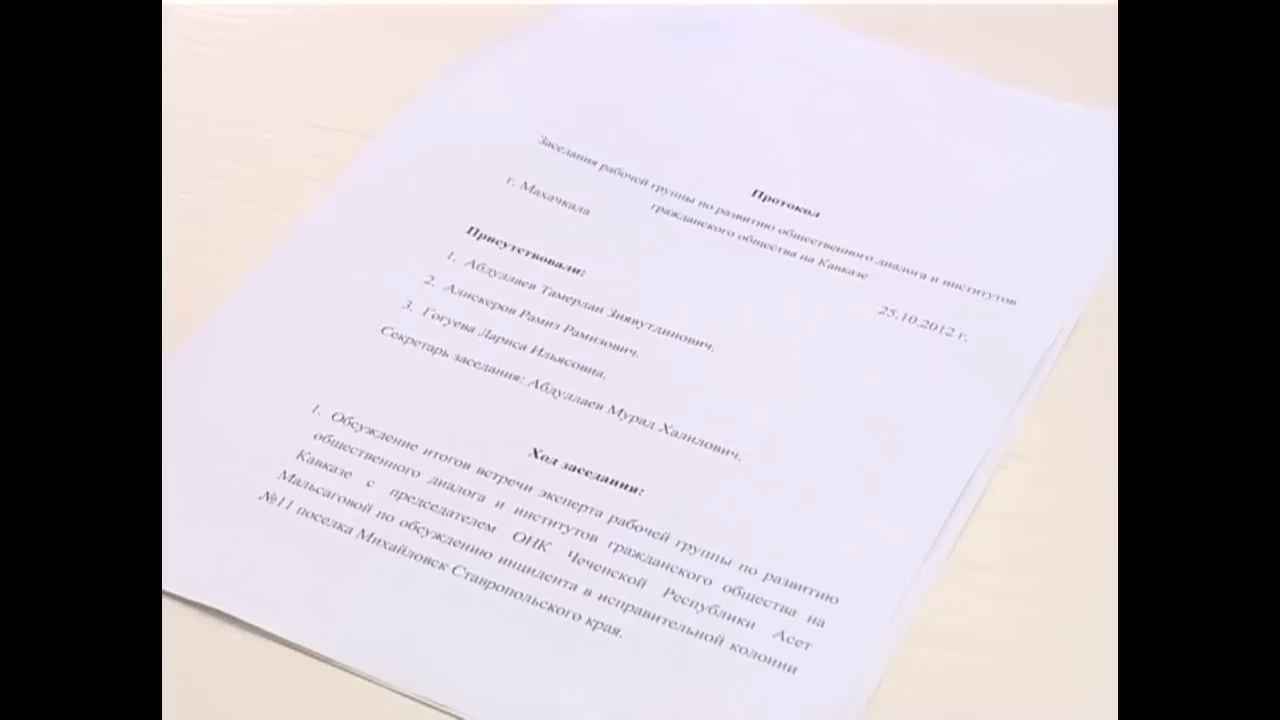 Протокол
Заседания рабочей группы по развитию общественного диалога и институтов
гражданского общества на Кавказе
г. Махачкала
25.10.2012 г.
Присутствовали:
1. Абдуллаев Тамерлан Зиявутдинович.
2. Алискеров Рамиз Рамизович.
3. Гогуева Лариса Ильясовна.
Секретарь заседания: Абдуллаев Мурад Халилович.
Ход заседания:
1. Обсуждение итогов встречи эксперта рабочей группы по развитию
общественного диалога и институтов гражданского общества на
Кавказе с председателем ОНК Чеченской Республики Асет
Мальсаговой по обсуждению инцидента в исправительной колонии
№11 поселка Михайловск Ставропольского края.